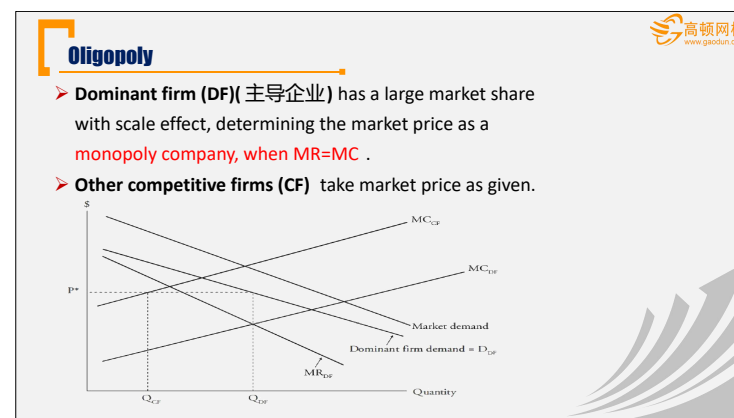 高顿网校
www.gaodun.c
Oligopoly
➢ Dominant firm (DF)( 主导企业) has a large market share
with scale effect, determining the market price as a
monopoly company, when MR=MC .
➢ Other competitive firms (CF) take market price as given.
$
MC_CF
MC_DF
P*
Market demand
Dominant firm demand = D_DF
MR_DF
Q_CF
Q_DF
Quantity